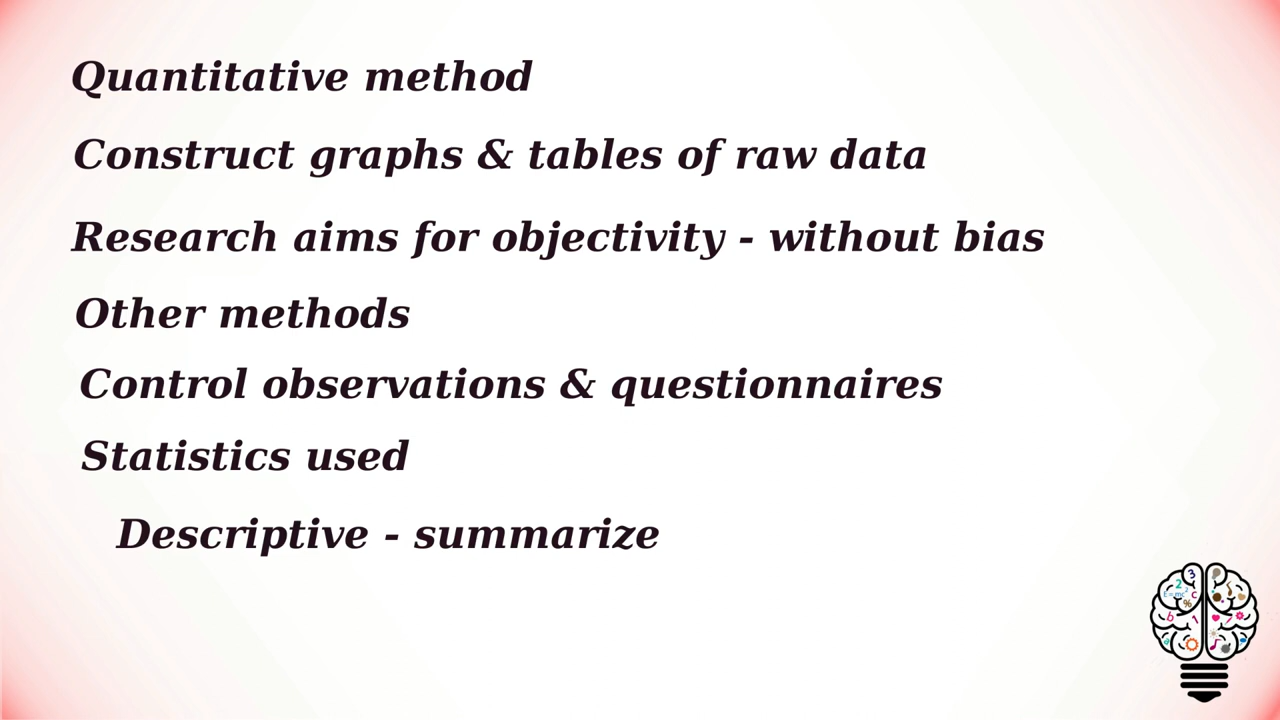 Quantitative method
Construct graphs & tables of raw data
Research aims for objectivity - without bias
Other methods
Control observations & questionnaires
Statistics used
Descriptive - summarize